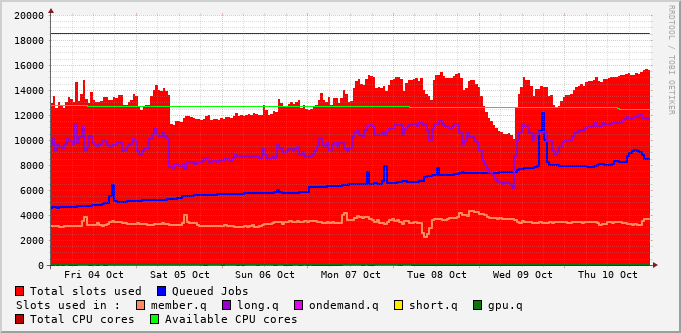 20000
18000
16000
14000
12000
10000
8000
6000
4000
2000
0
Fri 04 Oct Sat 05 Oct Sun 06 Oct Mon 07 Oct Tue 08 Oct Wed 09 Oct Thu 10 Oct
RRDTOOL / TOBI OETIKER
Total slots used Queued Jobs
Slots used in : member.q long.q ondemand.q short.q gpu.q
Total CPU cores Available CPU cores